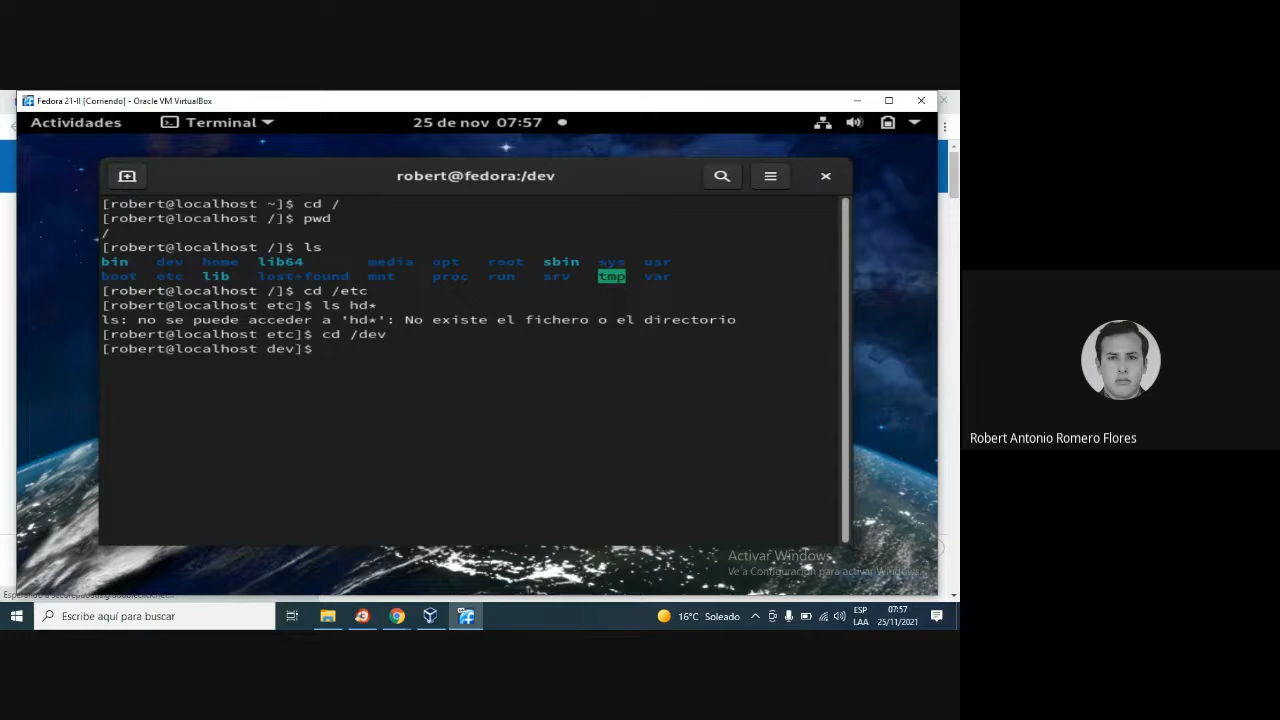 Fedora 21-II [Corriendo] - Oracle VM VirtualBox
Actividades Terminal 25 de nov 07:57
robert@fedora:/dev
[robert@localhost ~]$ cd /
[robert@localhost /]$ pwd
/
[robert@localhost /]$ ls
bin dev home lib64 media opt root sbin sys usr
boot etc lib lost+found mnt proc run srv tmp var
[robert@localhost /]$ cd /etc
[robert@localhost etc]$ ls hd*
ls: no se puede acceder a 'hd*': No existe el fichero o el directorio
[robert@localhost etc]$ cd /dev
[robert@localhost dev]$
Activar Windows
Ve a Configuración para activar Windows.
Robert Antonio Romero Flores
Escribe aquí para buscar
16°C Soleado
ESP
LAA
07:57
25/11/2021